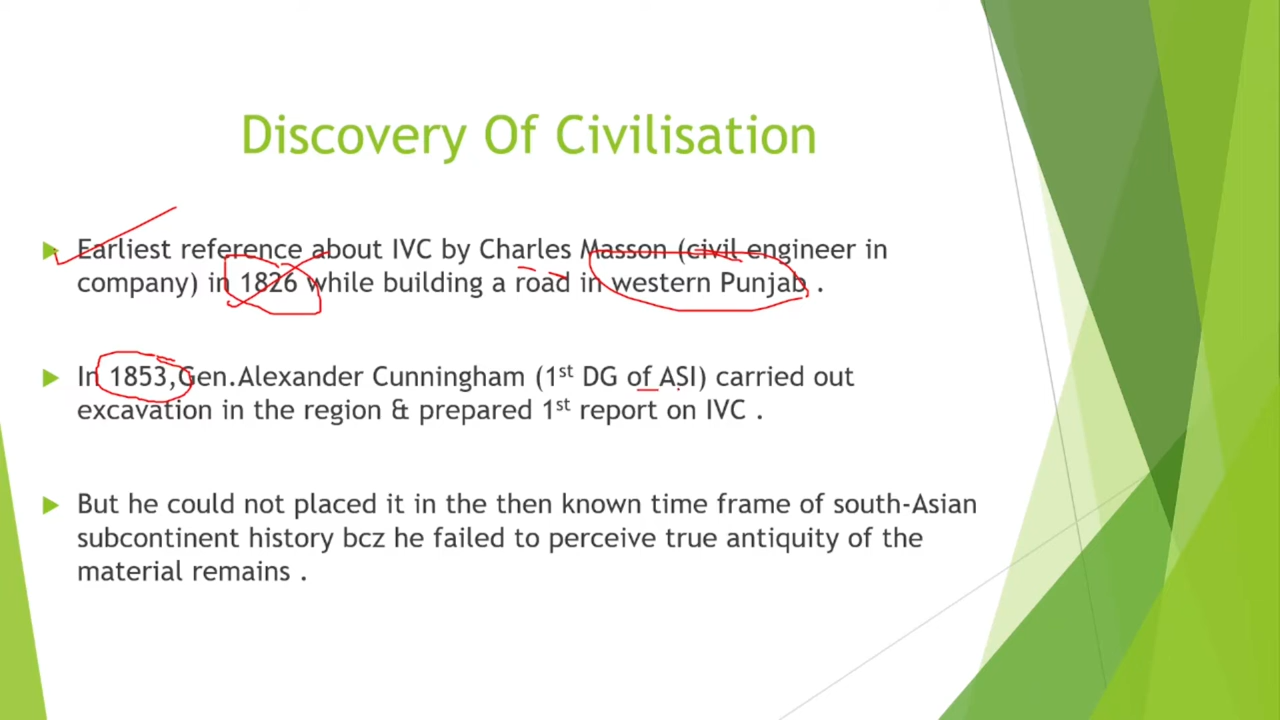 Discovery Of Civilisation
Earliest reference about IVC by Charles Masson (civil engineer in
company) in 1826 while building a road in western Punjab .
In 1853,Gen.Alexander Cunningham (1st DG of ASI) carried out
excavation in the region & prepared 1st report on IVC .
But he could not placed it in the then known time frame of south-Asian
subcontinent history bcz he failed to perceive true antiquity of the
material remains .